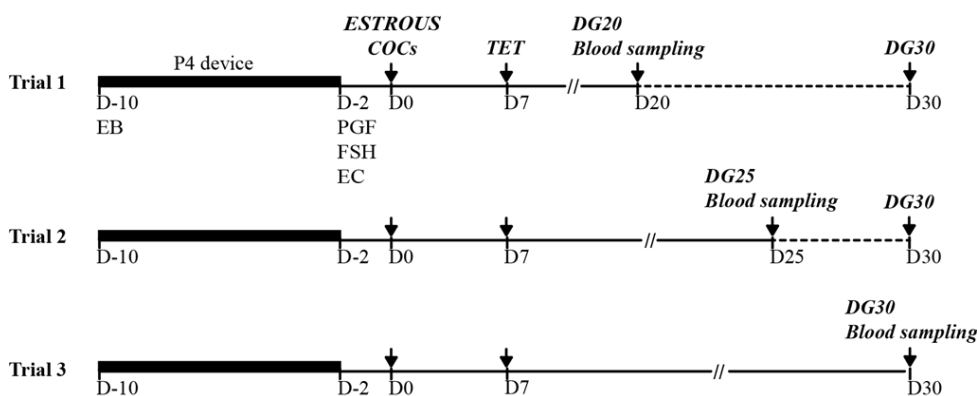 ESTROUS DG20
COCs TET Blood sampling DG30
P4 device
Trial 1
D-10 D-2 D0 D7 // D20 D30
EB PGF
FSH
EC
DG25
Blood sampling DG30
Trial 2
D-10 D-2 D0 D7 // D25 D30
DG30
Blood sampling
Trial 3
D-10 D-2 D0 D7 // D30